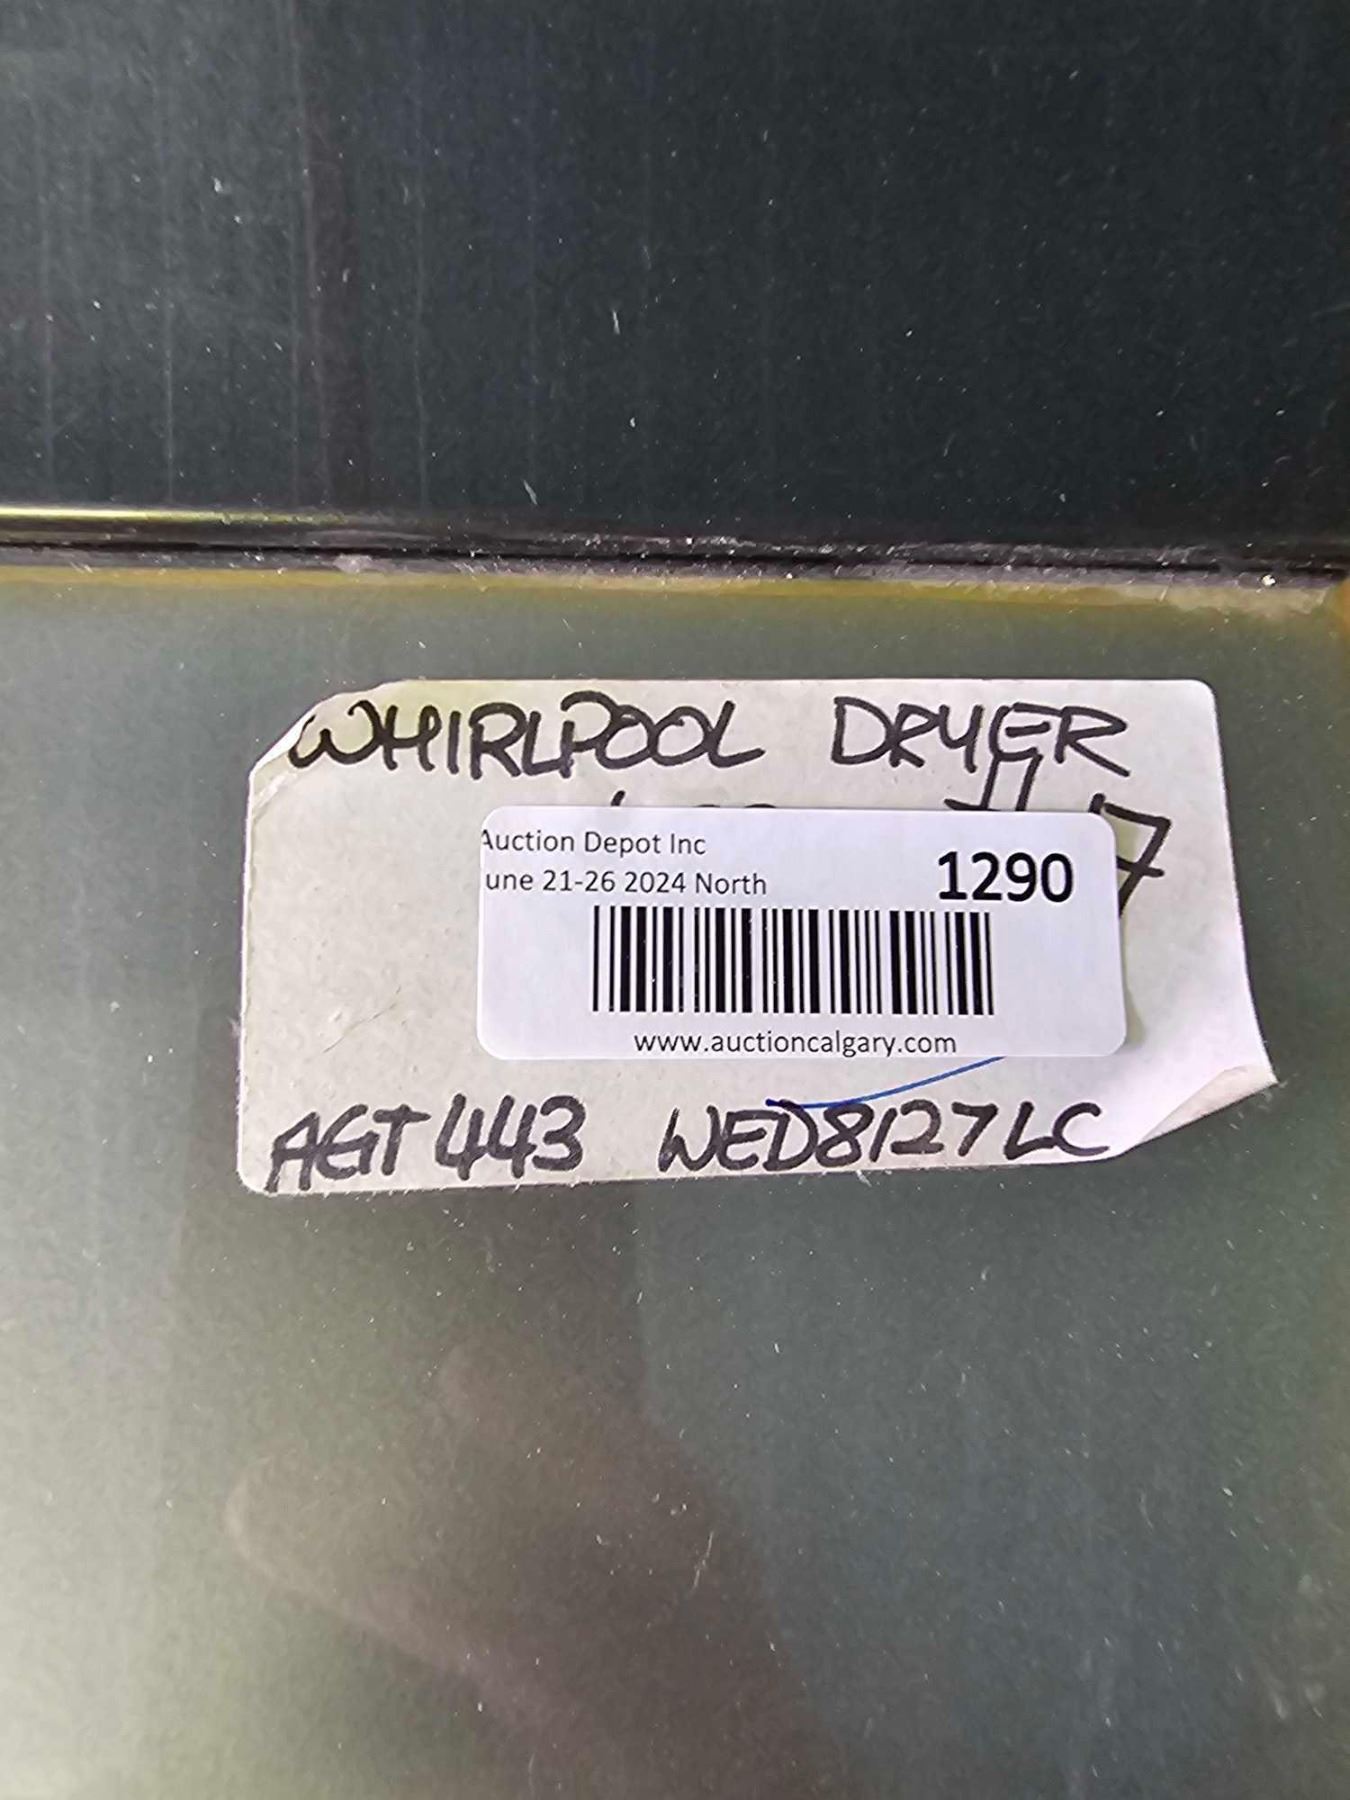 WHIRLPOOL DRYER
Auction Depot Inc
une 21-26 2024 North
1290
www.auctioncalgary.com
AGT 443 WED8127LC